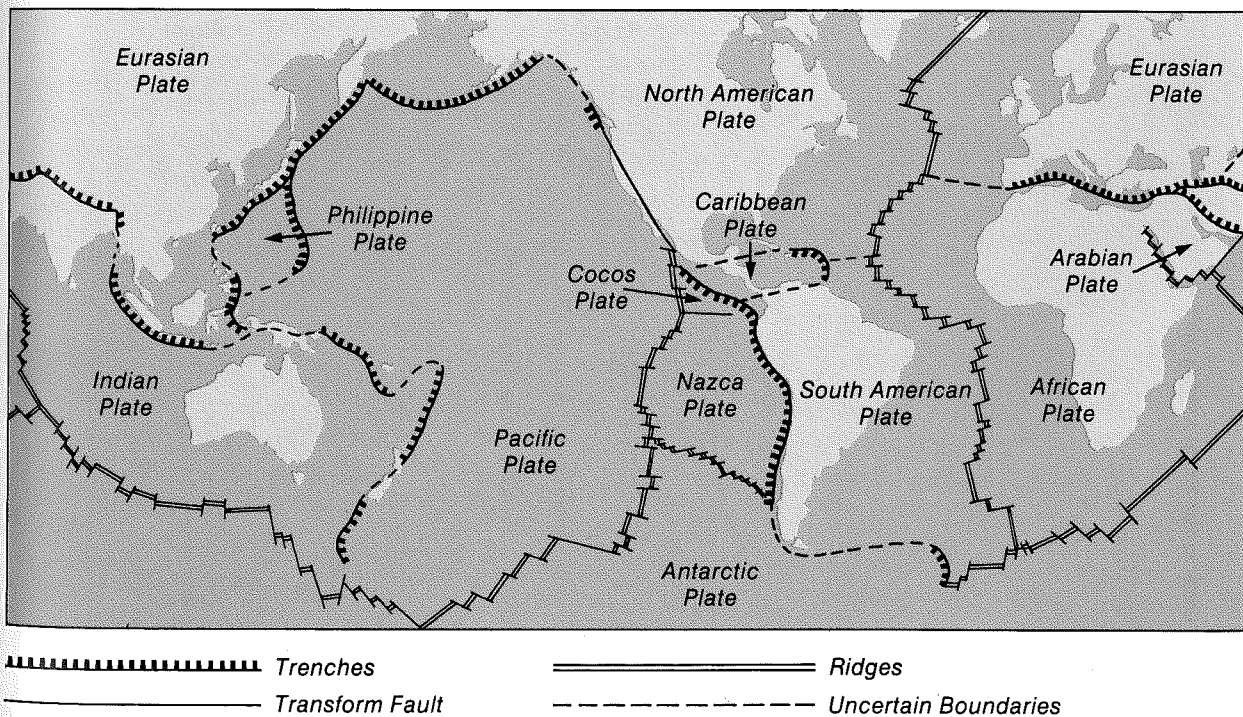 Eurasian
Plate
North American
Plate
Eurasian
Plate
Philippine
Plate
Caribbean
Plate
Cocos
Plate
Arabian
Plate
Indian
Plate
Nazca
Plate
South American
Plate
African
Plate
Pacific
Plate
Antarctic
Plate
Trenches
Ridges
Transform Fault
Uncertain Boundaries